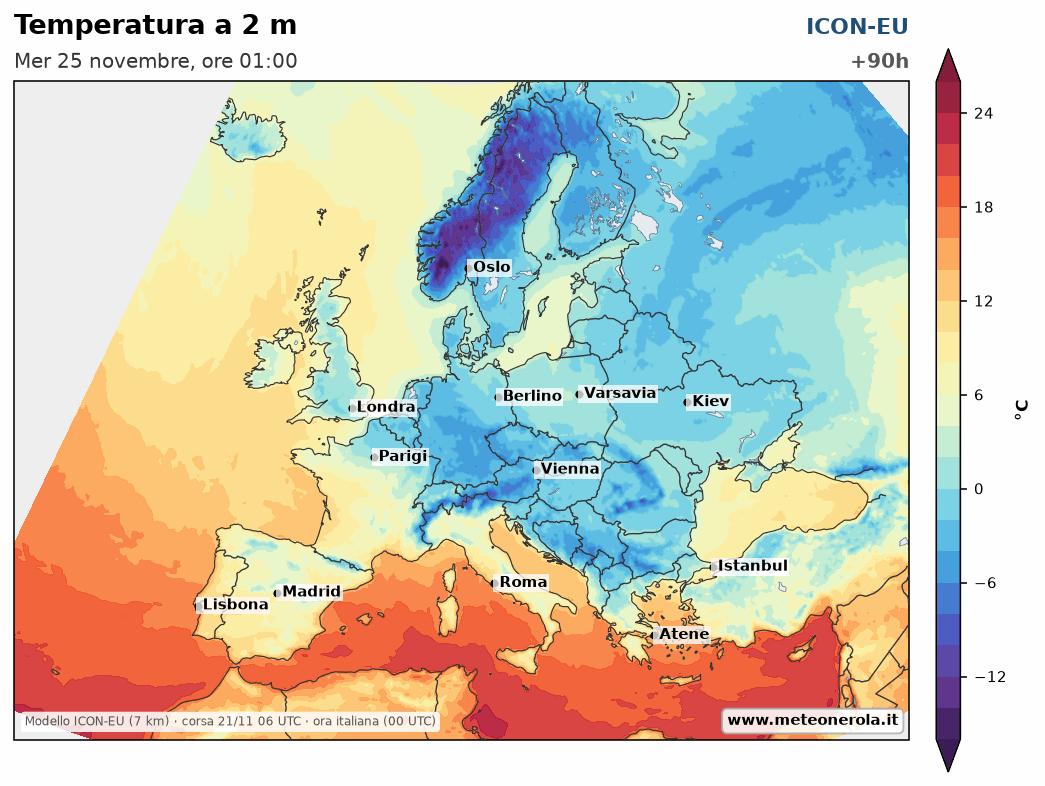 Temperatura a 2 m
ICON-EU
Mer 25 novembre, ore 01:00
+90h
24
18
12
6
0
−6
−12
°C
Oslo
Berlino
Varsavia
Kiev
Londra
Parigi
Vienna
Istanbul
Roma
Madrid
Lisbona
Atene
Modello ICON-EU (7 km) · corsa 21/11 06 UTC · ora italiana (00 UTC)
www.meteonerola.it